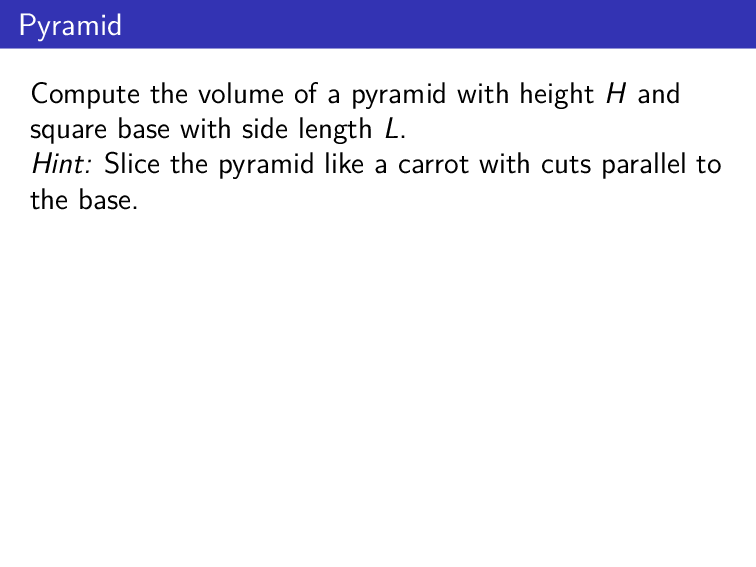 Pyramid
Compute the volume of a pyramid with height H and
square base with side length L.
Hint: Slice the pyramid like a carrot with cuts parallel to
the base.